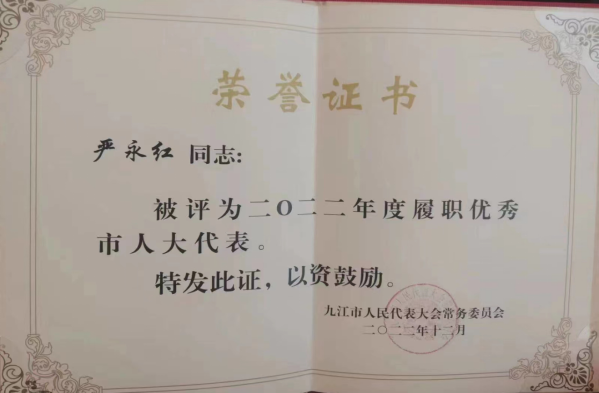 荣誉证书
严永红 同志：
被评为二〇二二年度履职优秀
市人大代表。
特发此证，以资鼓励。
九江市人民代表大会常务委员会
二〇二二年十二月